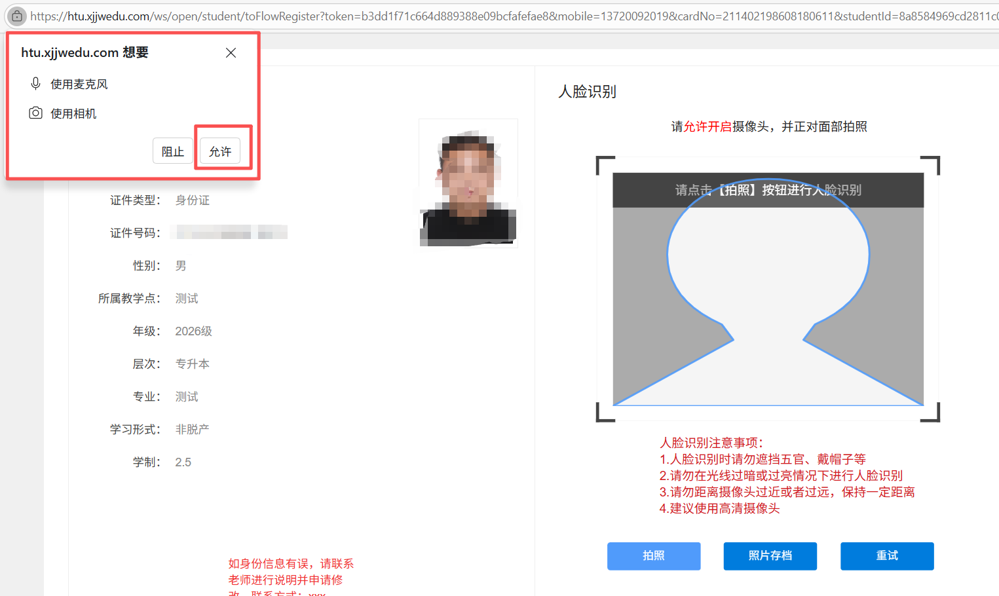 https://htu.xjjwedu.com/ws/open/student/toFlowRegister?token=b3dd1f71c664d889388e09bcfafefae8&mobile=13720092019&cardNo=211402198608180611&studentId=8a8584969cd2811c0
htu.xjjwedu.com 想要
使用麦克风
使用相机
阻止
允许
证件类型： 身份证
证件号码：
性别： 男
所属教学点： 测试
年级： 2026级
层次： 专升本
专业： 测试
学习形式： 非脱产
学制： 2.5
如身份信息有误，请联系
老师进行说明并申请修
改。联系方式：xxx
人脸识别
请允许开启摄像头，并正对面部拍照
请点击【拍照】按钮进行人脸识别
人脸识别注意事项：
1.人脸识别时请勿遮挡五官、戴帽子等
2.请勿在光线过暗或过亮情况下进行人脸识别
3.请勿距离摄像头过近或者过远，保持一定距离
4.建议使用高清摄像头
拍照
照片存档
重试